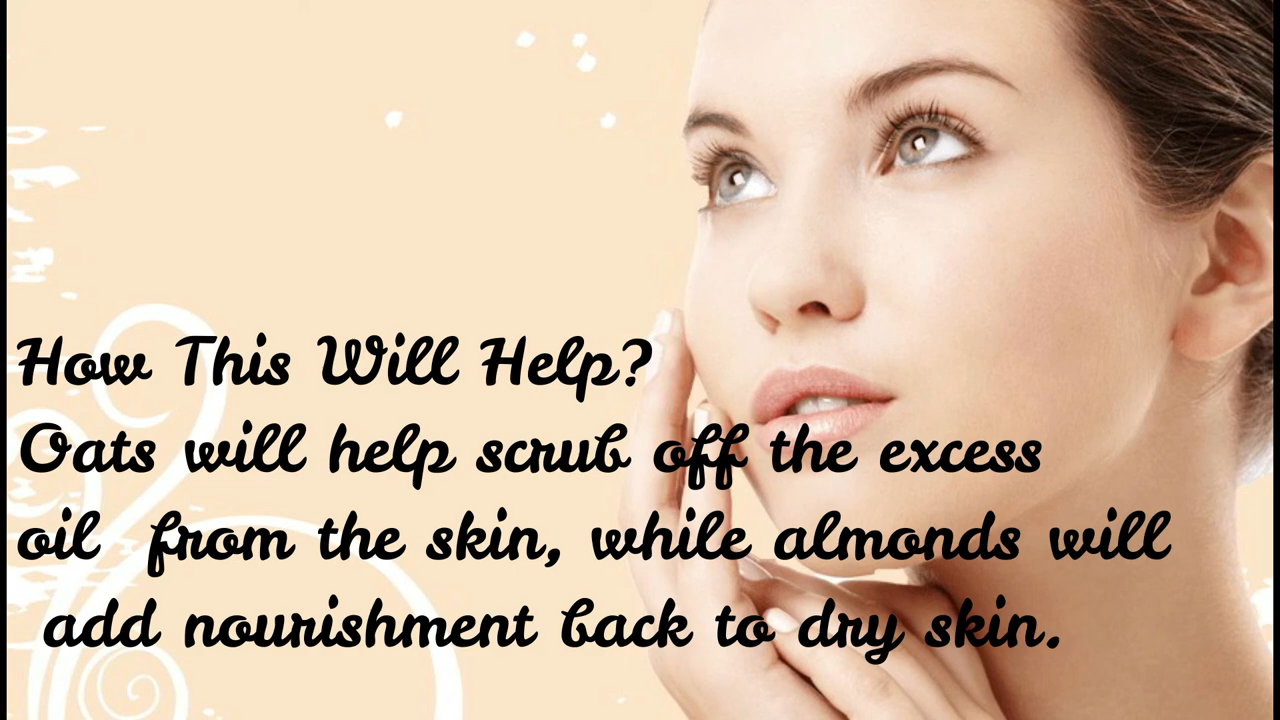 How This Will Help?
Oats will help scrub off the excess
oil from the skin, while almonds will
add nourishment back to dry skin.